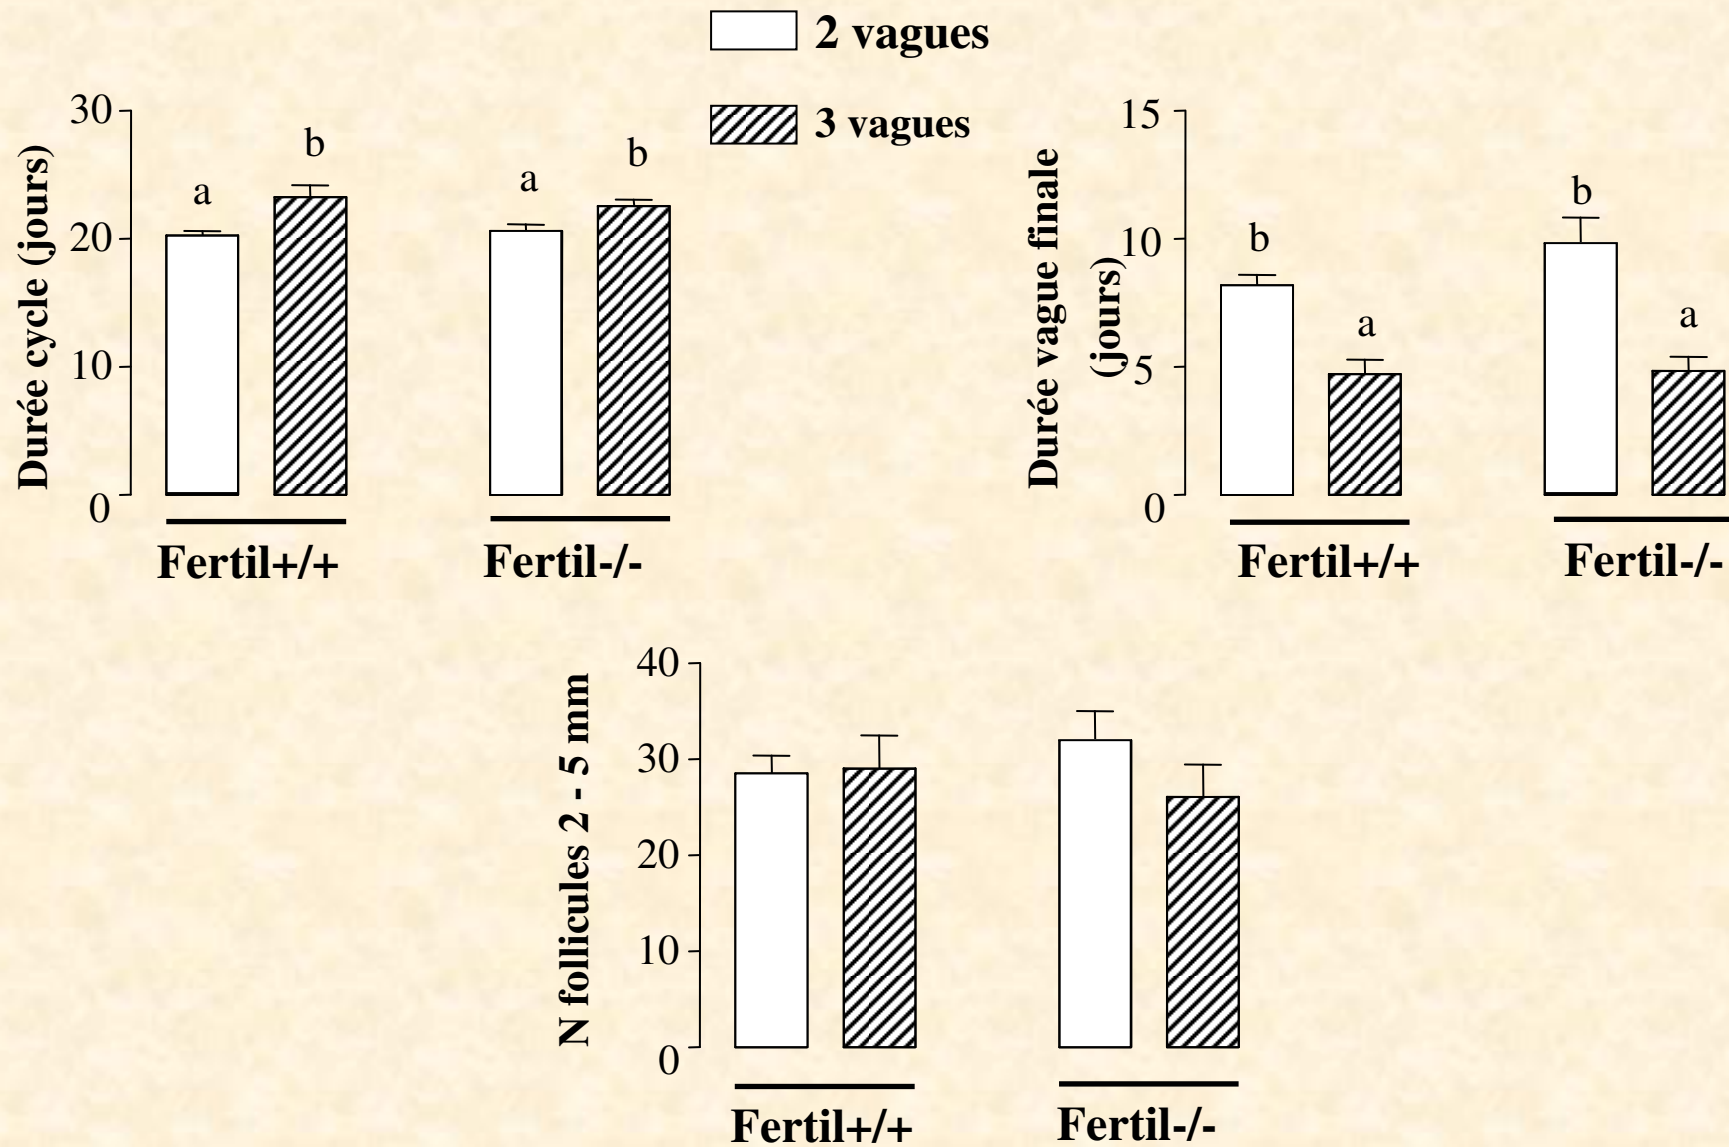 2 vagues
3 vagues
Durée cycle (jours)
30
20
10
0
a
b
a
b
Fertil+/+
Fertil-/-
Durée vague finale
(jours)
15
10
5
0
b
a
b
a
Fertil+/+
Fertil-/-
N follicules 2 - 5 mm
40
30
20
10
0
Fertil+/+
Fertil-/-